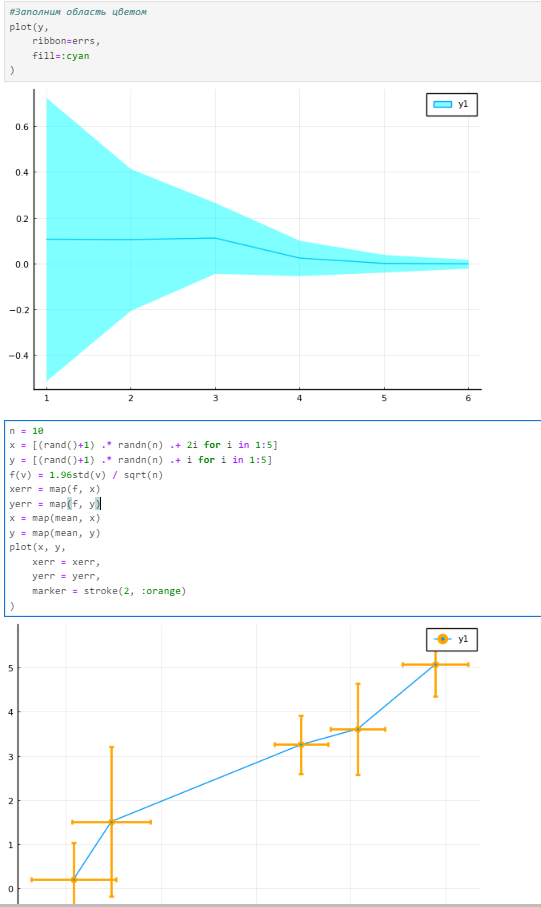 #Заполним область цветом
plot(y,
    ribbon=errs,
    fill=:cyan
)
y1
0.6
0.4
0.2
0.0
−0.2
−0.4
1 2 3 4 5 6
n = 10
x = [(rand()+1) .* randn(n) .+ 2i for i in 1:5]
y = [(rand()+1) .* randn(n) .+ i for i in 1:5]
f(v) = 1.96std(v) / sqrt(n)
xerr = map(f, x)
yerr = map(f, y)
x = map(mean, x)
y = map(mean, y)
plot(x, y,
    xerr = xerr,
    yerr = yerr,
    marker = stroke(2, :orange)
)
y1
5
4
3
2
1
0